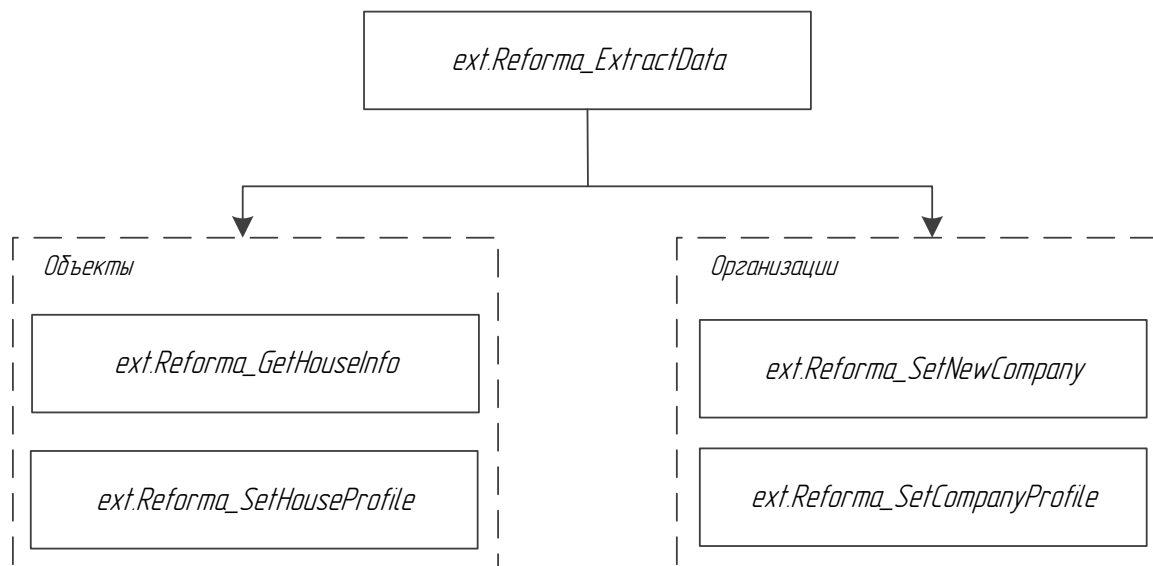 ext.Reforma_ExtractData
Объекты
ext.Reforma_GetHouseInfo
ext.Reforma_SetHouseProfile
Организации
ext.Reforma_SetNewCompany
ext.Reforma_SetCompanyProfile